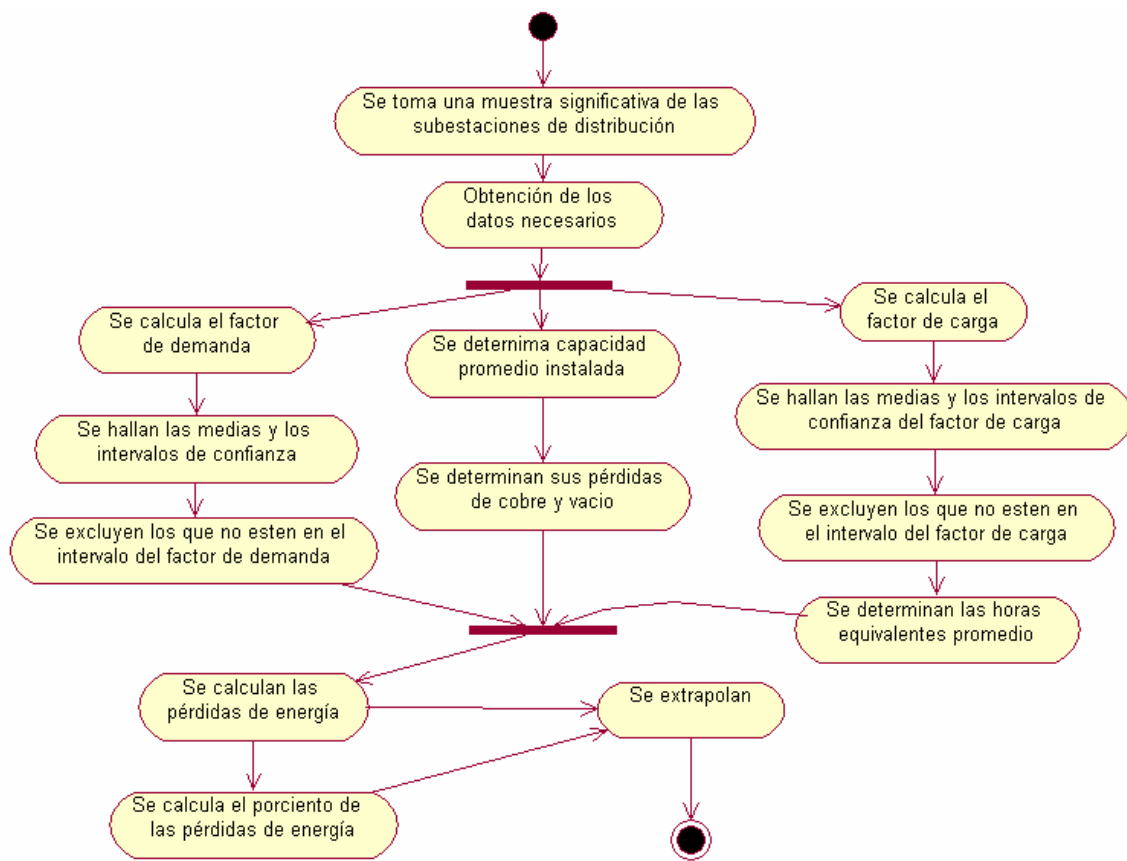 Se toma una muestra significativa de las
subestaciones de distribución
Obtención de los
datos necesarios
Se calcula el factor
de demanda
Se deternima capacidad
promedio instalada
Se calcula el
factor de carga
Se hallan las medias y los
intervalos de confianza
Se determinan sus pérdidas
de cobre y vacio
Se hallan las medias y los intervalos de
confianza del factor de carga
Se excluyen los que no esten en el
intervalo del factor de demanda
Se excluyen los que no esten en
el intervalo del factor de carga
Se determinan las horas
equivalentes promedio
Se calculan las
pérdidas de energía
Se extrapolan
Se calcula el porciento de
las pérdidas de energía